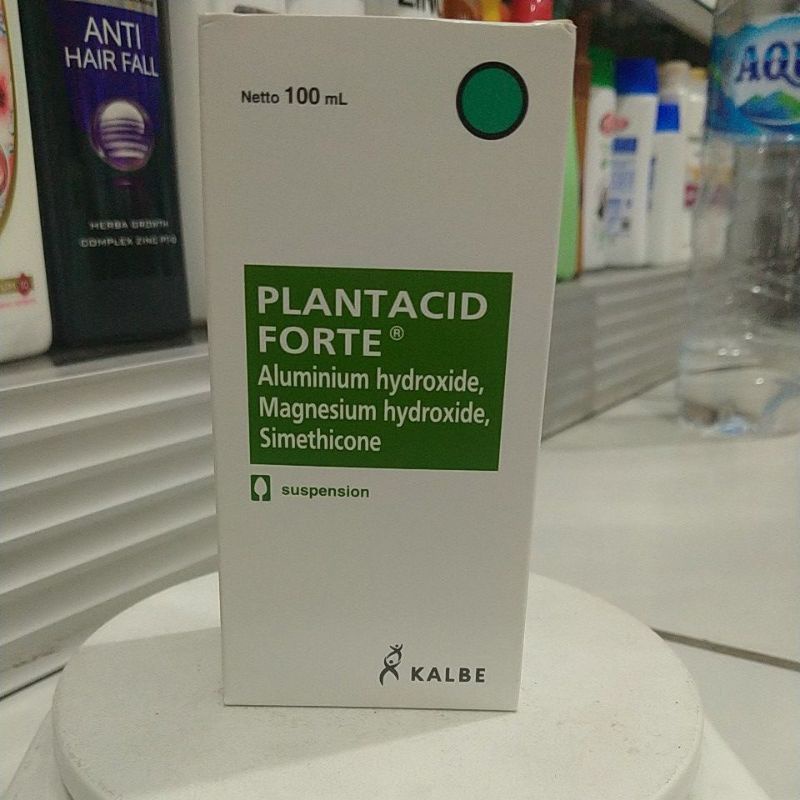 ANTI
HAIR FALL
HERBA GROWTH
COMPLEX ZINC PTO
Netto 100 mL
PLANTACID
FORTE ®
Aluminium hydroxide,
Magnesium hydroxide,
Simethicone
suspension
KALBE
AQU